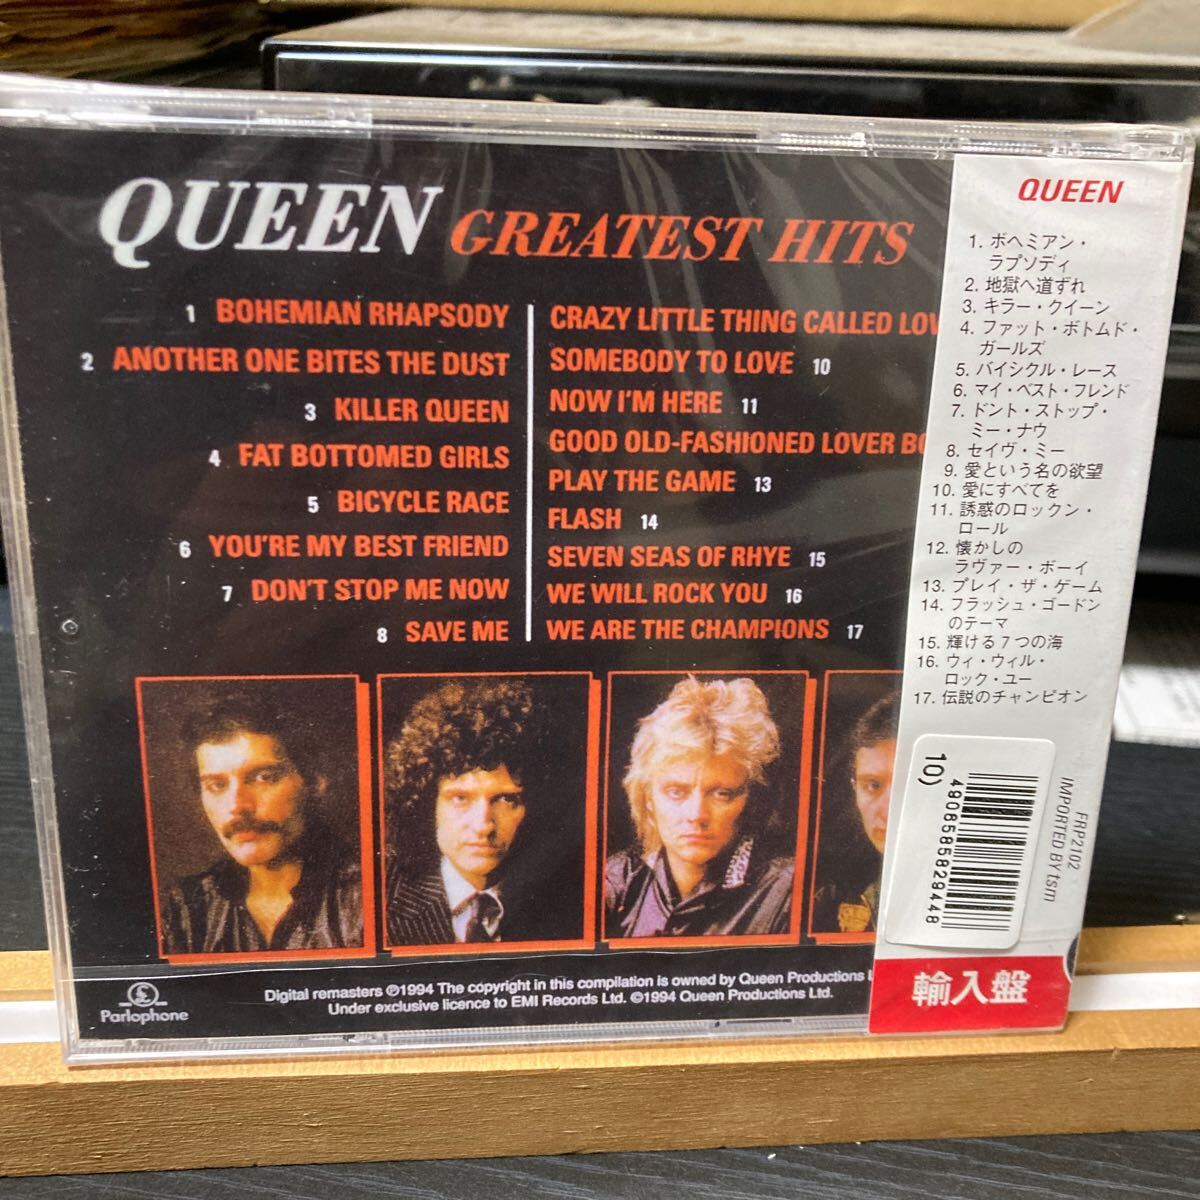 QUEEN GREATEST HITS
1 BOHEMIAN RHAPSODY
2 ANOTHER ONE BITES THE DUST
3 KILLER QUEEN
4 FAT BOTTOMED GIRLS
5 BICYCLE RACE
6 YOU'RE MY BEST FRIEND
7 DON'T STOP ME NOW
8 SAVE ME
CRAZY LITTLE THING CALLED
SOMEBODY TO LOVE 10
NOW I'M HERE 11
GOOD OLD-FASHIONED LOVER
PLAY THE GAME 13
FLASH 14
SEVEN SEAS OF RHYE 15
WE WILL ROCK YOU 16
WE ARE THE CHAMPIONS 17
Parlophone
Digital remasters ℗1994 The copyright in this compilation is owned by Queen Productions
Under exclusive licence to EMI Records Ltd. ©1994 Queen Productions Ltd.
QUEEN
1. ボヘミアン・
ラプソディ
2. 地獄へ道づれ
3. キラー・クイーン
4. ファット・ボトムド・
ガールズ
5. バイシクル・レース
6. マイ・ベスト・フレンド
7. ドント・ストップ・
ミー・ナウ
8. セイヴ・ミー
9. 愛という名の欲望
10. 愛にすべてを
11. 誘惑のロックン・
ロール
12. 懐かしの
ラヴァー・ボーイ
13. プレイ・ザ・ゲーム
14. フラッシュ・ゴードン
のテーマ
15. 輝ける7つの海
16. ウィ・ウィル・
ロック・ユー
17. 伝説のチャンピオン
10)
4908585829448
FRP2102
IMPORTED BY tsm
輸入盤